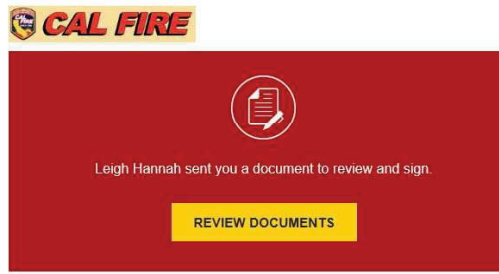 CAL FIRE
Leigh Hannah sent you a document to review and sign.
REVIEW DOCUMENTS